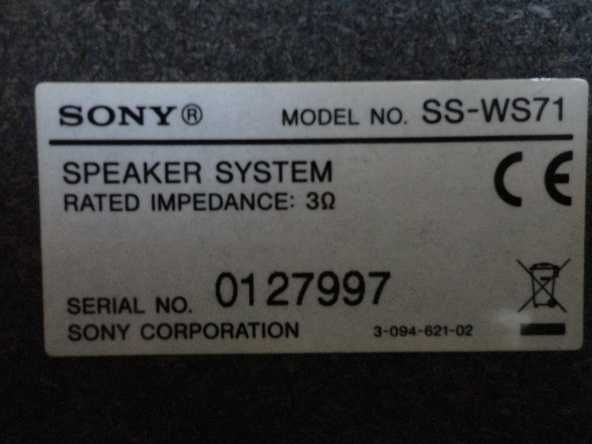 SONY® MODEL NO. SS-WS71
SPEAKER SYSTEM
RATED IMPEDANCE: 3Ω
CE
SERIAL NO. 0127997
SONY CORPORATION 3-094-621-02